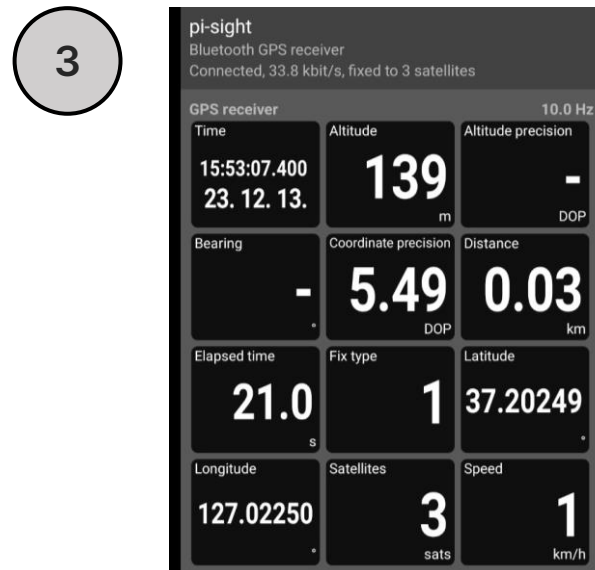 3
pi-sight
Bluetooth GPS receiver
Connected, 33.8 kbit/s, fixed to 3 satellites
GPS receiver 10.0 Hz
Time Altitude Altitude precision
15:53:07.400
23. 12. 13.
139
m
-
DOP
Bearing Coordinate precision Distance
-
°
5.49
DOP
0.03
km
Elapsed time Fix type Latitude
21.0
s
1
37.20249
°
Longitude Satellites Speed
127.02250
°
3
sats
1
km/h